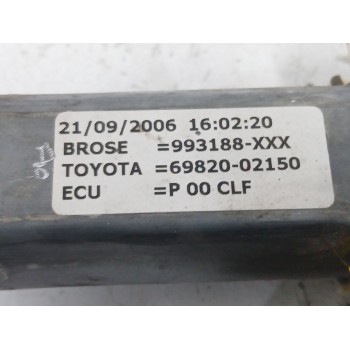 21/09/2006 16:02:20
BROSE =993188-XXX
TOYOTA =69820-02150
ECU =P 00 CLF